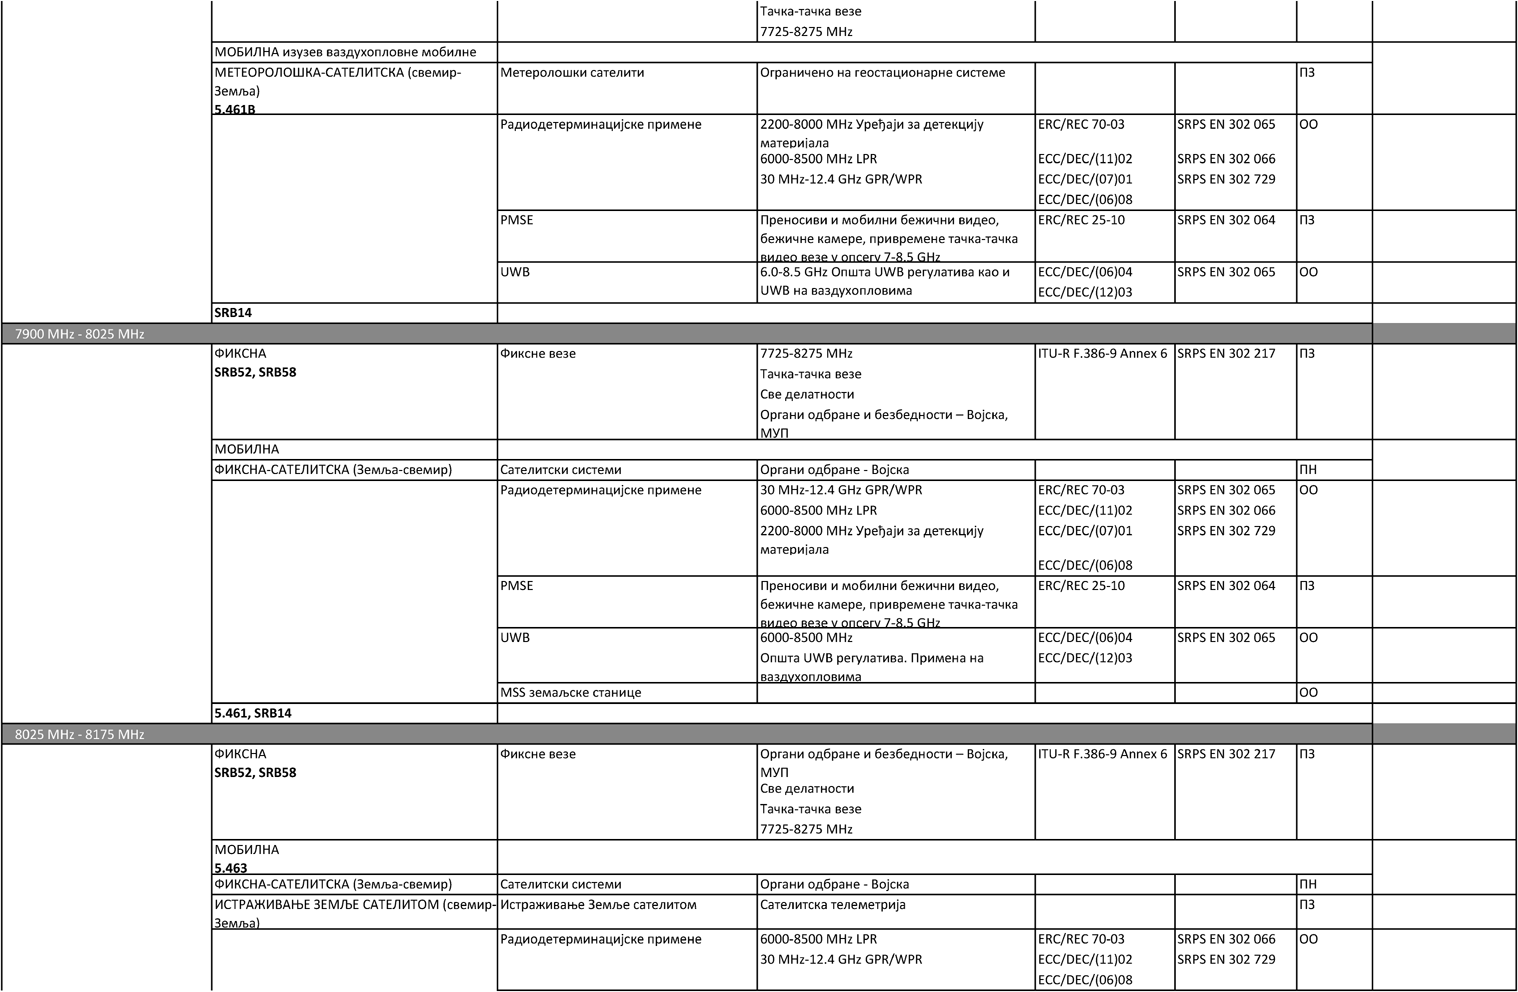 Тачка-тачка везе
7725-8275 MHz
МОБИЛНА изузев ваздухопловне мобилне
МЕТЕОРОЛОШКА-САТЕЛИТСКА (свемир-
Земља)
5.461B
Метеролошки сателити
Ограничено на геостационарне системе
ПЗ
Радиодетерминацијске примене
2200-8000 MHz Уређаји за детекцију
материјала
6000-8500 MHz LPR
30 MHz-12.4 GHz GPR/WPR
ERC/REC 70-03
ECC/DEC/(11)02
ECC/DEC/(07)01
ECC/DEC/(06)08
SRPS EN 302 065
SRPS EN 302 066
SRPS EN 302 729
ОО
PMSE
Преносиви и мобилни бежични видео,
бежичне камере, привремене тачка-тачка
видео везе у опсегу 7-8.5 GHz
ERC/REC 25-10
SRPS EN 302 064
ПЗ
UWB
6.0-8.5 GHz Општа UWB регулатива као и
UWB на ваздухопловима
ECC/DEC/(06)04
ECC/DEC/(12)03
SRPS EN 302 065
ОО
SRB14
7900 MHz - 8025 MHz
ФИКСНА
SRB52, SRB58
Фиксне везе
7725-8275 MHz
Тачка-тачка везе
Све делатности
Органи одбране и безбедности – Војска,
МУП
ITU-R F.386-9 Annex 6
SRPS EN 302 217
ПЗ
МОБИЛНА
ФИКСНА-САТЕЛИТСКА (Земља-свемир)
Сателитски системи
Органи одбране - Војска
ПН
Радиодетерминацијске примене
30 MHz-12.4 GHz GPR/WPR
6000-8500 MHz LPR
2200-8000 MHz Уређаји за детекцију
материјала
ERC/REC 70-03
ECC/DEC/(11)02
ECC/DEC/(07)01
ECC/DEC/(06)08
SRPS EN 302 065
SRPS EN 302 066
SRPS EN 302 729
ОО
PMSE
Преносиви и мобилни бежични видео,
бежичне камере, привремене тачка-тачка
видео везе у опсегу 7-8.5 GHz
ERC/REC 25-10
SRPS EN 302 064
ПЗ
UWB
6000-8500 MHz
Општа UWB регулатива. Примена на
ваздухопловима
ECC/DEC/(06)04
ECC/DEC/(12)03
SRPS EN 302 065
ОО
MSS земаљске станице
ОО
5.461, SRB14
8025 MHz - 8175 MHz
ФИКСНА
SRB52, SRB58
Фиксне везе
Органи одбране и безбедности – Војска,
МУП
Све делатности
Тачка-тачка везе
7725-8275 MHz
ITU-R F.386-9 Annex 6
SRPS EN 302 217
ПЗ
МОБИЛНА
5.463
ФИКСНА-САТЕЛИТСКА (Земља-свемир)
Сателитски системи
Органи одбране - Војска
ПН
ИСТРАЖИВАЊЕ ЗЕМЉЕ САТЕЛИТОМ (свемир-
Земља)
Истраживање Земље сателитом
Сателитска телеметрија
ПЗ
Радиодетерминацијске примене
6000-8500 MHz LPR
30 MHz-12.4 GHz GPR/WPR
ERC/REC 70-03
ECC/DEC/(11)02
ECC/DEC/(06)08
SRPS EN 302 066
SRPS EN 302 729
ОО